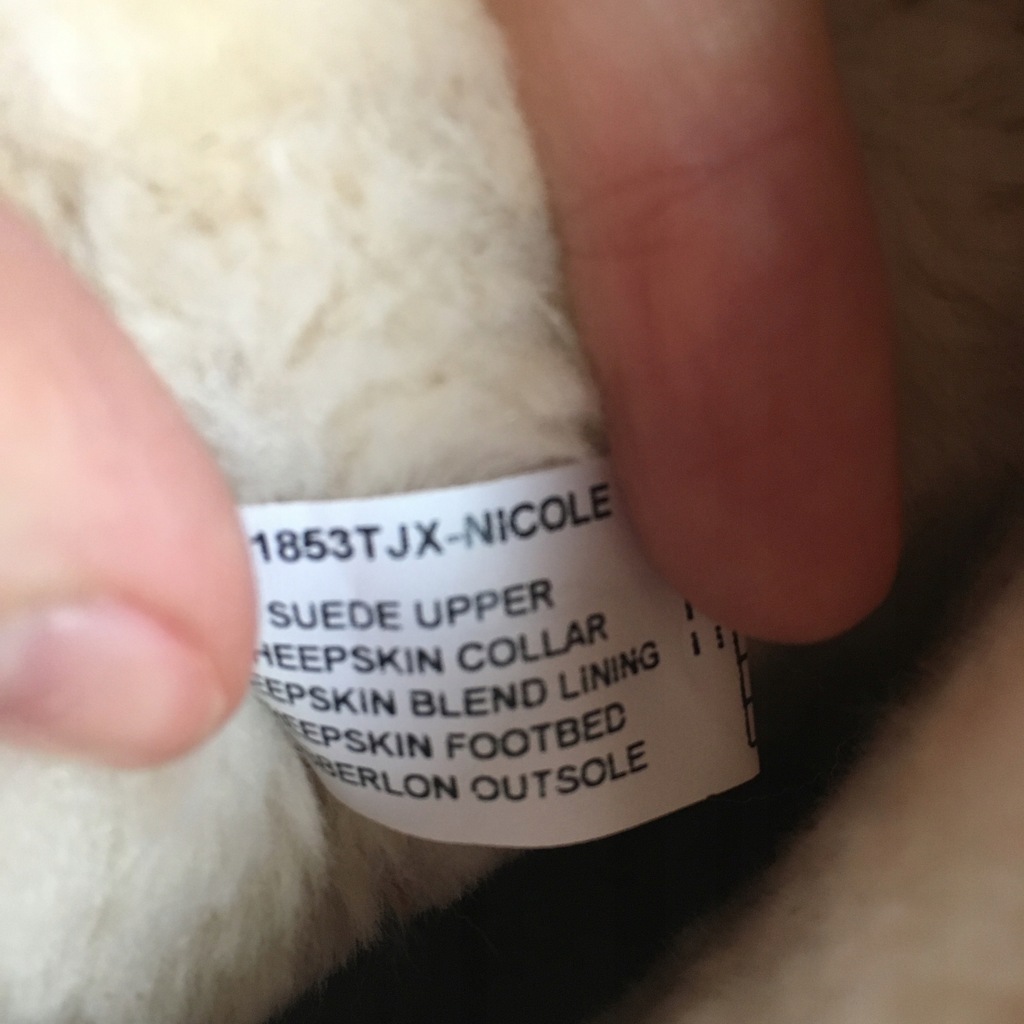 1853TJX-NICOLE
SUEDE UPPER
HEEPSKIN COLLAR
EEPSKIN BLEND LINING
EEPSKIN FOOTBED
BERLON OUTSOLE